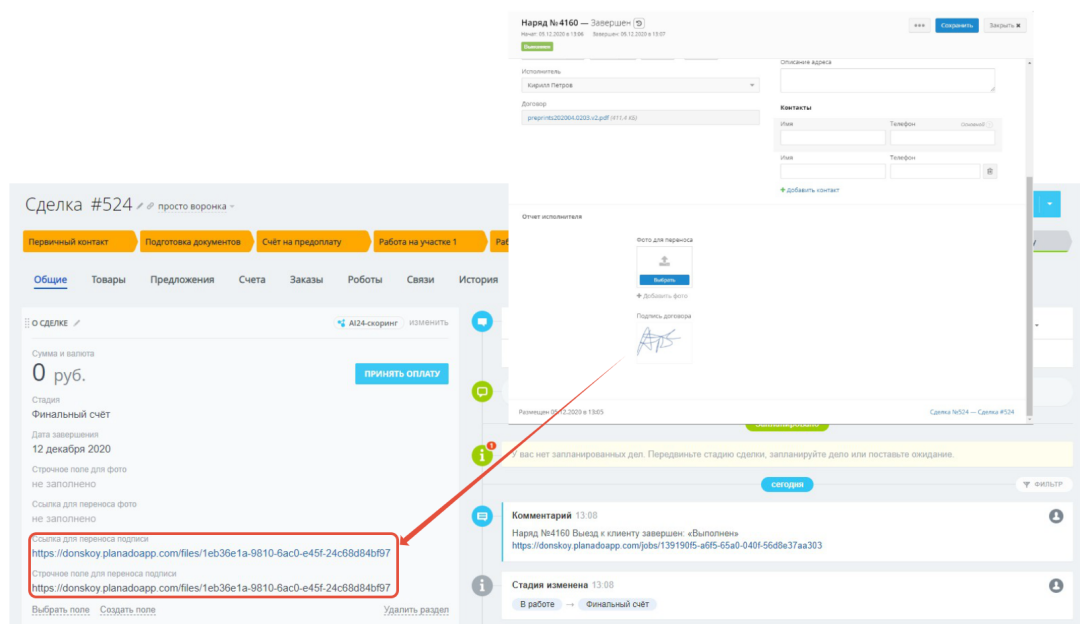 Наряд № 4160 — Завершен
Начат: 05.12.2020 в 13:06 Завершен: 05.12.2020 в 13:07
Выполнен
Сохранить
Закрыть ✖
Исполнитель
Кирилл Петров
Договор
preprints202004.0203.v2.pdf (411.4 Кб)
Описание адреса
Контакты
Имя Телефон Основной
Имя Телефон
+ Добавить контакт
Отчет исполнителя
Фото для переноса
Выбрать
+ Добавить фото
Подпись договора
Размещен 05.12.2020 в 13:05
Сделка №524 — Сделка #524
Сделка #524
просто воронка
Первичный контакт
Подготовка документов
Счёт на предоплату
Работа на участке 1
Общие Товары Предложения Счета Заказы Роботы Связи История
О СДЕЛКЕ
AI24-скоринг
изменить
Сумма и валюта
0 руб.
ПРИНЯТЬ ОПЛАТУ
Стадия
Финальный счёт
Дата завершения
12 декабря 2020
Строчное поле для фото
не заполнено
Ссылка для переноса фото
не заполнено
Ссылка для переноса подписи
https://donskoy.planadoapp.com/files/1eb36e1a-9810-6ac0-e45f-24c68d84bf97
Строчное поле для переноса подписи
https://donskoy.planadoapp.com/files/1eb36e1a-9810-6ac0-e45f-24c68d84bf97
Выбрать поле Создать поле
Удалить раздел
1
У вас нет запланированных дел. Передвиньте стадию сделки, запланируйте дело или поставьте ожидание.
сегодня
ФИЛЬТР
Комментарий 13:08
Наряд №4160 Выезд к клиенту завершен: «Выполнен»
https://donskoy.planadoapp.com/jobs/139190f5-a6f5-65a0-040f-56d8e37aa303
Стадия изменена 13:08
В работе → Финальный счёт